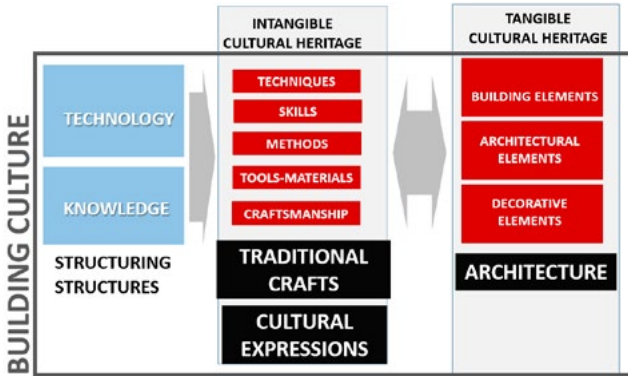 BUILDING CULTURE
TECHNOLOGY
KNOWLEDGE
STRUCTURING
STRUCTURES
INTANGIBLE
CULTURAL HERITAGE
TECHNIQUES
SKILLS
METHODS
TOOLS-MATERIALS
CRAFTSMANSHIP
TRADITIONAL
CRAFTS
CULTURAL
EXPRESSIONS
TANGIBLE
CULTURAL HERITAGE
BUILDING ELEMENTS
ARCHITECTURAL
ELEMENTS
DECORATIVE
ELEMENTS
ARCHITECTURE